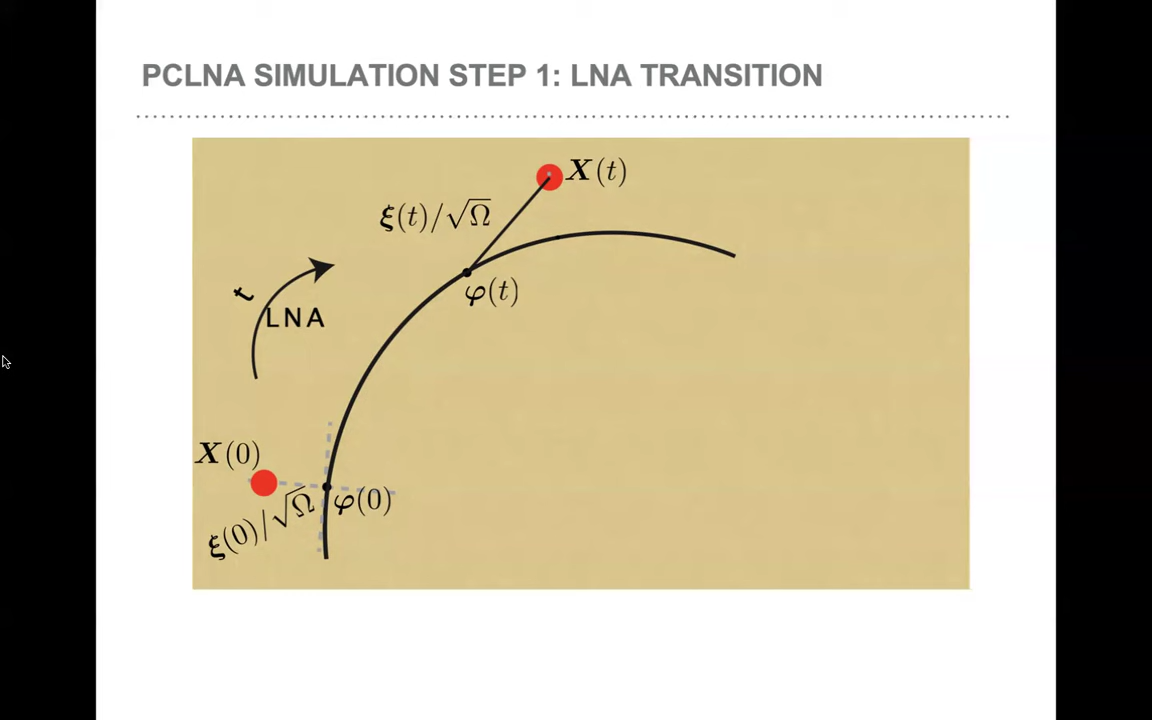 PCLNA SIMULATION STEP 1: LNA TRANSITION
X(t)
ξ(t)/√Ω
φ(t)
t
LNA
X(0)
φ(0)
ξ(0)/√Ω